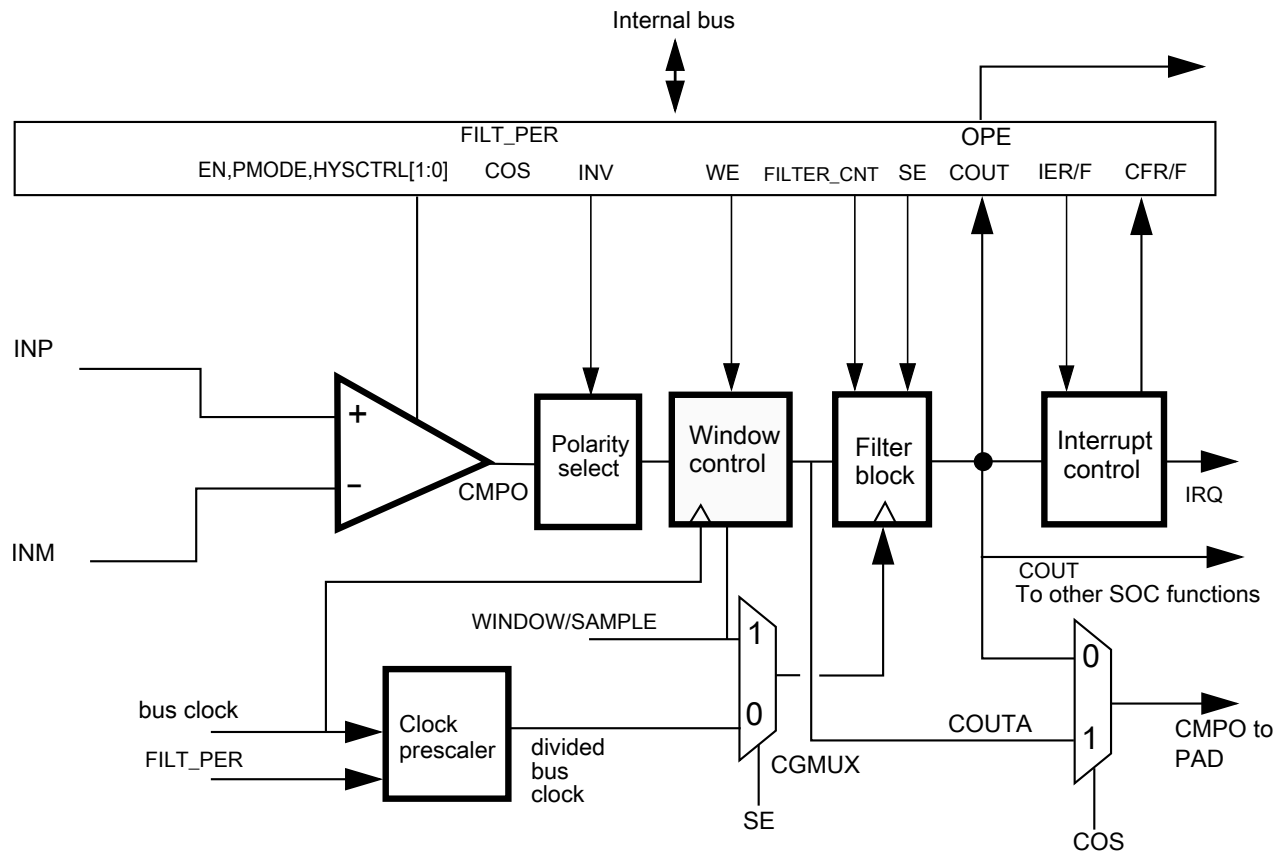 Internal bus
FILT_PER
OPE
EN,PMODE,HYSCTRL[1:0]
COS
INV
WE
FILTER_CNT
SE
COUT
IER/F
CFR/F
INP
+
−
INM
CMPO
Polarity
select
Window
control
Filter
block
Interrupt
control
IRQ
COUT
To other SOC functions
WINDOW/SAMPLE
1
0
bus clock
FILT_PER
Clock
prescaler
divided
bus
clock
CGMUX
SE
COUTA
0
1
CMPO to
PAD
COS